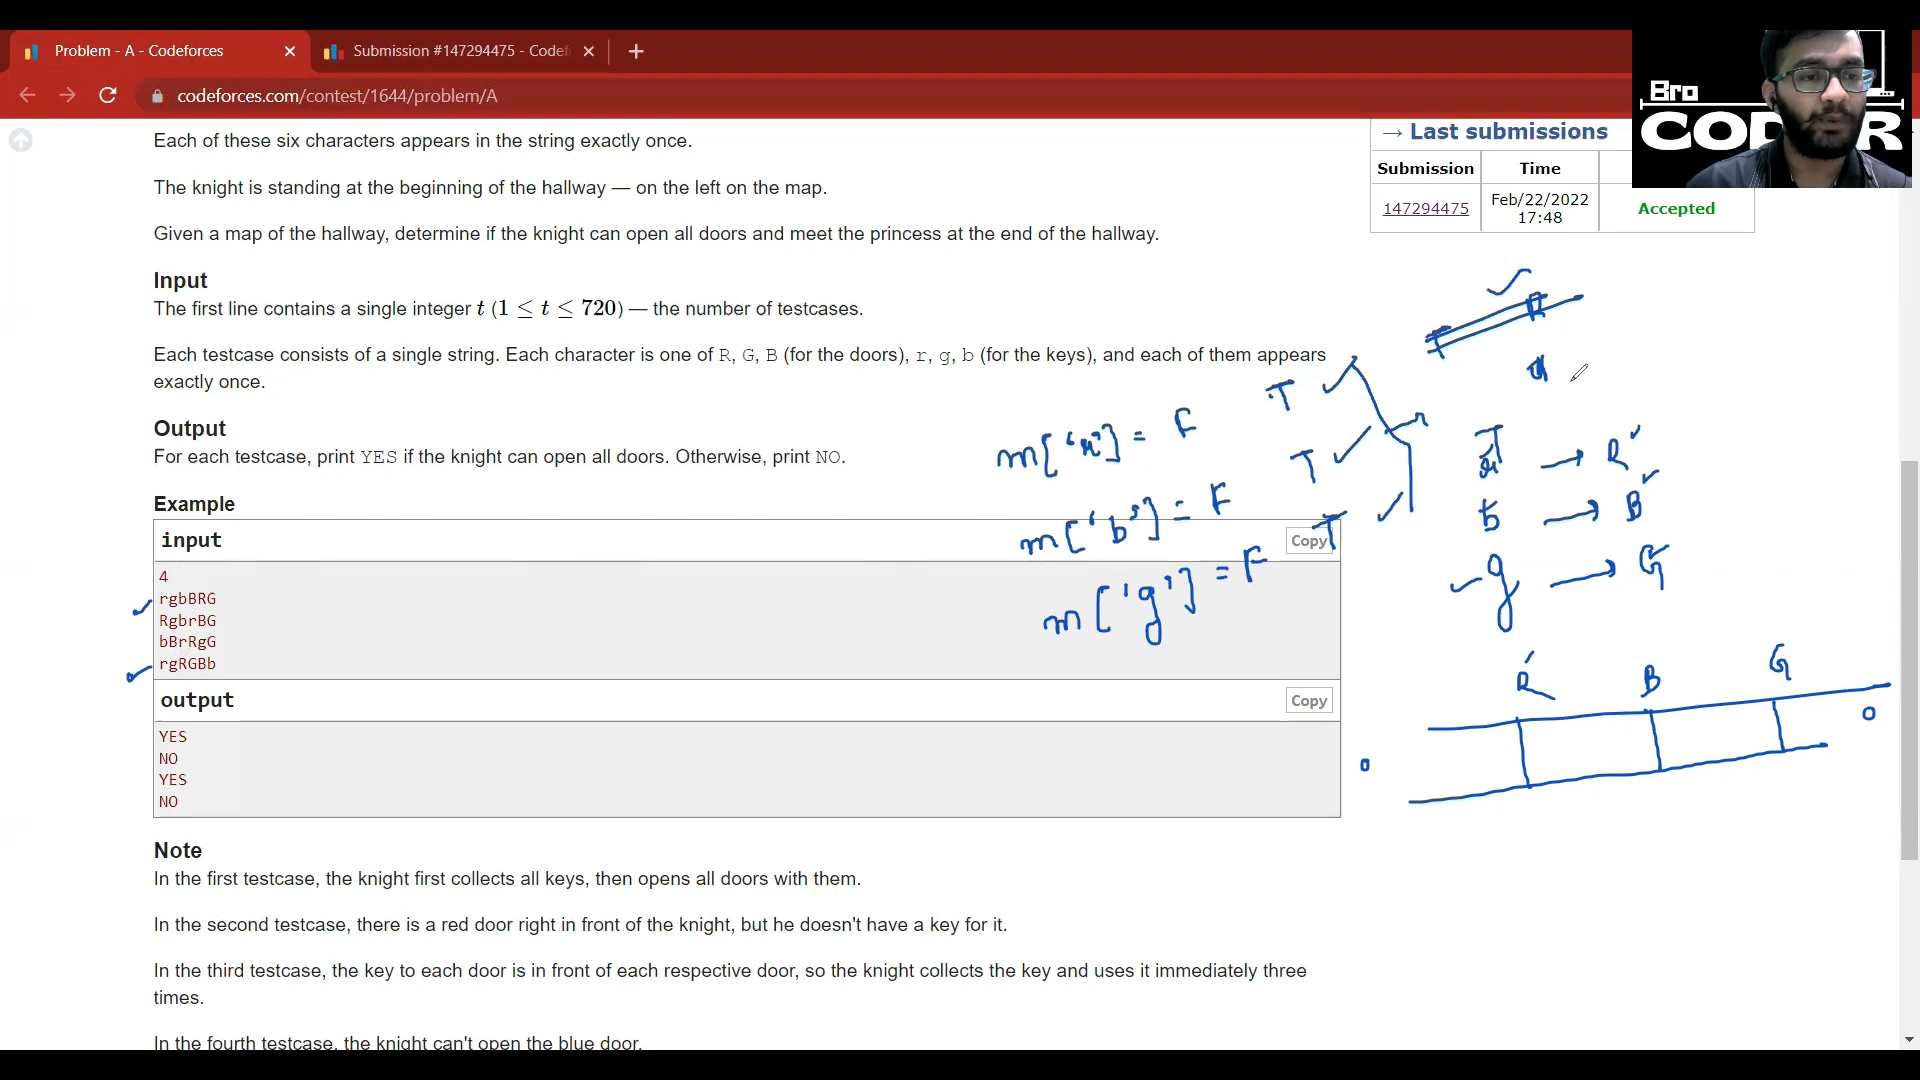 Problem - A - Codeforces
Submission #147294475 - Codef
codeforces.com/contest/1644/problem/A
Bro
CODER
Each of these six characters appears in the string exactly once.
The knight is standing at the beginning of the hallway — on the left on the map.
Given a map of the hallway, determine if the knight can open all doors and meet the princess at the end of the hallway.
→ Last submissions
Submission Time
147294475 Feb/22/2022 17:48 Accepted
Input
The first line contains a single integer t (1 ≤ t ≤ 720) — the number of testcases.
Each testcase consists of a single string. Each character is one of R, G, B (for the doors), r, g, b (for the keys), and each of them appears
exactly once.
Output
For each testcase, print YES if the knight can open all doors. Otherwise, print NO.
Example
input
Copy
4
rgbBRG
RgbrBG
bBrRgG
rgRGBb
output
Copy
YES
NO
YES
NO
Note
In the first testcase, the knight first collects all keys, then opens all doors with them.
In the second testcase, there is a red door right in front of the knight, but he doesn't have a key for it.
In the third testcase, the key to each door is in front of each respective door, so the knight collects the key and uses it immediately three
times.
In the fourth testcase, the knight can't open the blue door.
m['r'] = F
m['b'] = F
m['g'] = F
T
T
T
r → R
b → B
g → G
R B G